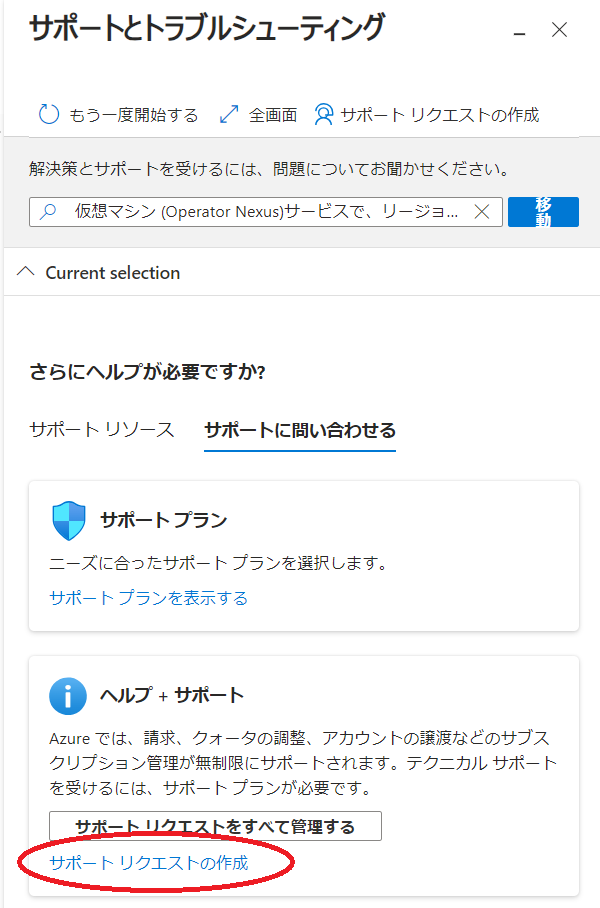 サポートとトラブルシューティング
もう一度開始する 全画面 サポート リクエストの作成
解決策とサポートを受けるには、問題についてお聞かせください。
仮想マシン (Operator Nexus)サービスで、リージョ...
移動
Current selection
さらにヘルプが必要ですか?
サポート リソース サポートに問い合わせる
サポート プラン
ニーズに合ったサポート プランを選択します。
サポート プランを表示する
ヘルプ + サポート
Azure では、請求、クォータの調整、アカウントの譲渡などのサブス
クリプション管理が無制限にサポートされます。テクニカル サポート
を受けるには、サポート プランが必要です。
サポート リクエストをすべて管理する
サポート リクエストの作成